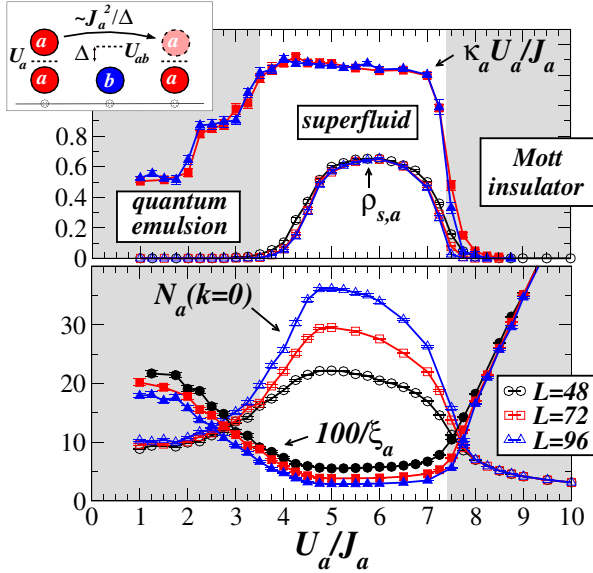 ~J_a^2/Δ
a a
U_a Δ U_ab
a b a
κ_a U_a/J_a
superfluid
Mott
insulator
quantum
emulsion
ρ_s,a
0.8
0.6
0.4
0.2
0
N_a(k=0)
100/ξ_a
L=48
L=72
L=96
30
20
10
0
0 1 2 3 4 5 6 7 8 9 10
U_a/J_a